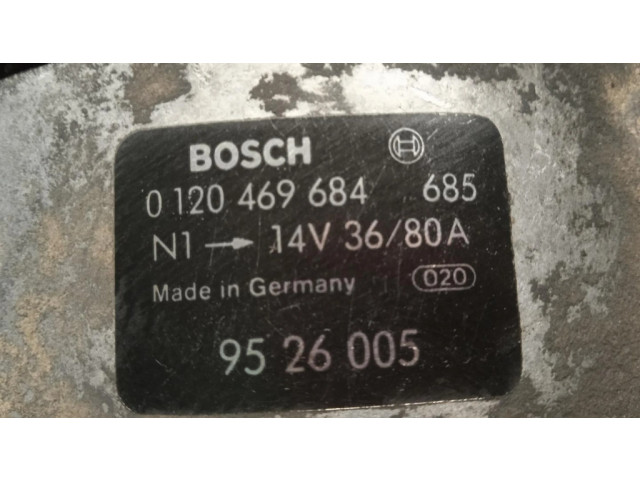 BOSCH
0 120 469 684 685
N1 → 14V 36/80A
Made in Germany 020
95 26 005